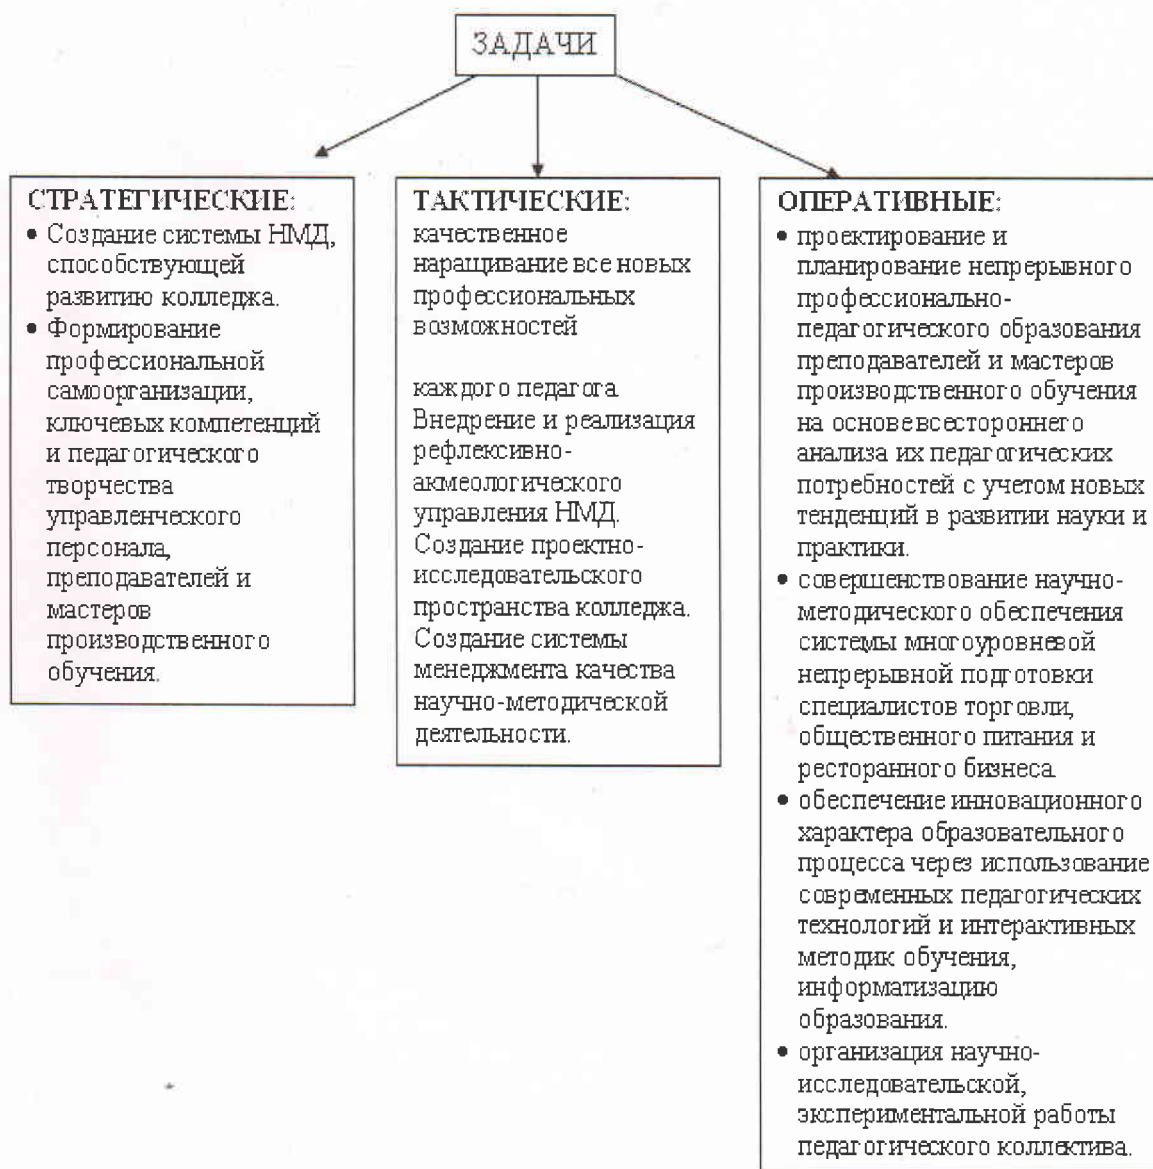 ЗАДАЧИ
СТРАТЕГИЧЕСКИЕ:
• Создание системы НМД,
способствующей
развитию колледжа.
• Формирование
профессиональной
самоорганизации,
ключевых компетенций
и педагогического
творчества
управленческого
персонала,
преподавателей и
мастеров
производственного
обучения.
ТАКТИЧЕСКИЕ:
качественное
наращивание все новых
профессиональных
возможностей
каждого педагога
Внедрение и реализация
рефлексивно-
акмеологического
управления НМД.
Создание проектно-
исследовательского
пространства колледжа.
Создание системы
менеджмента качества
научно-методической
деятельности.
ОПЕРАТИВНЫЕ:
• проектирование и
планирование непрерывного
профессионально-
педагогического образования
преподавателей и мастеров
производственного обучения
на основе всестороннего
анализа их педагогических
потребностей с учетом новых
тенденций в развитии науки и
практики.
• совершенствование научно-
методического обеспечения
системы многоуровневой
непрерывной подготовки
специалистов торговли,
общественного питания и
ресторанного бизнеса
• обеспечение инновационного
характера образовательного
процесса через использование
современных педагогических
технологий и интерактивных
методик обучения,
информатизацию
образования.
• организация научно-
исследовательской,
экспериментальной работы
педагогического коллектива.